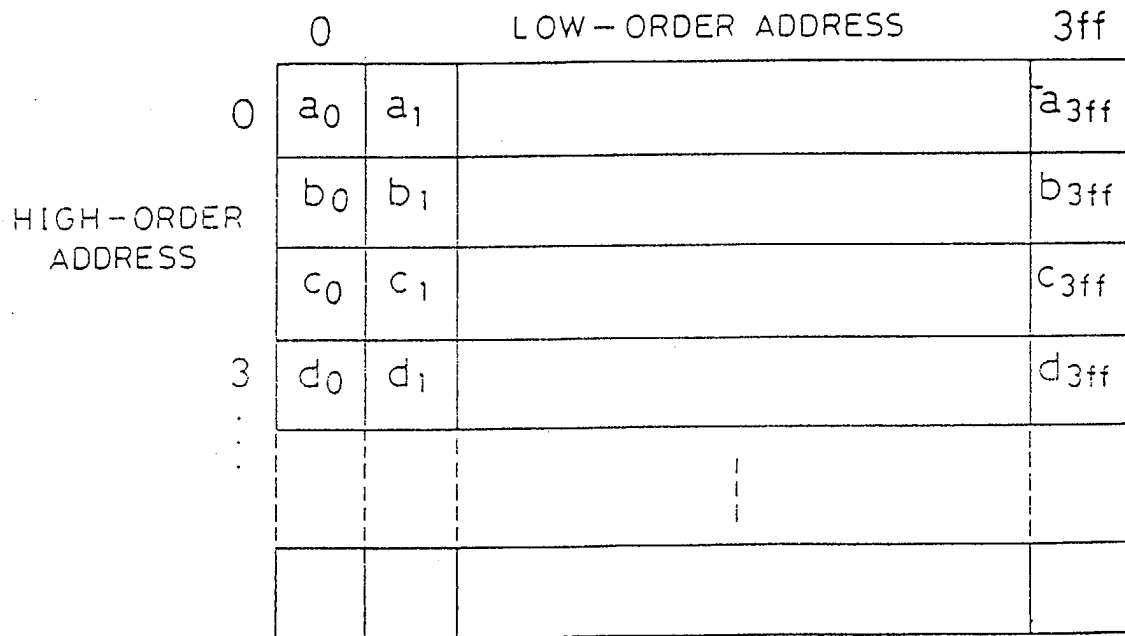 0 LOW-ORDER ADDRESS 3ff
0 a0 a1 a3ff
b0 b1 b3ff
HIGH-ORDER
ADDRESS
c0 c1 c3ff
3 d0 d1 d3ff